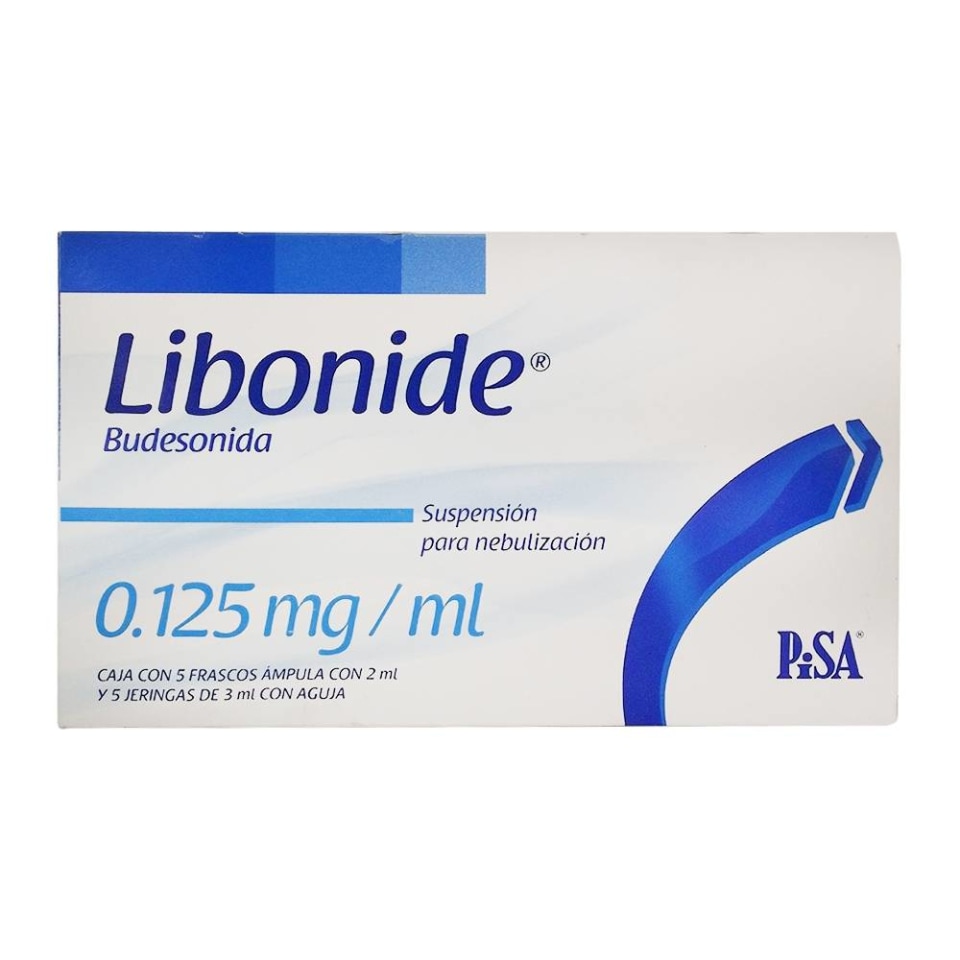 Libonide®
Budesonida
Suspensión
para nebulización
0.125 mg / ml
CAJA CON 5 FRASCOS ÁMPULA CON 2 ml
Y 5 JERINGAS DE 3 ml CON AGUJA
PiSA®